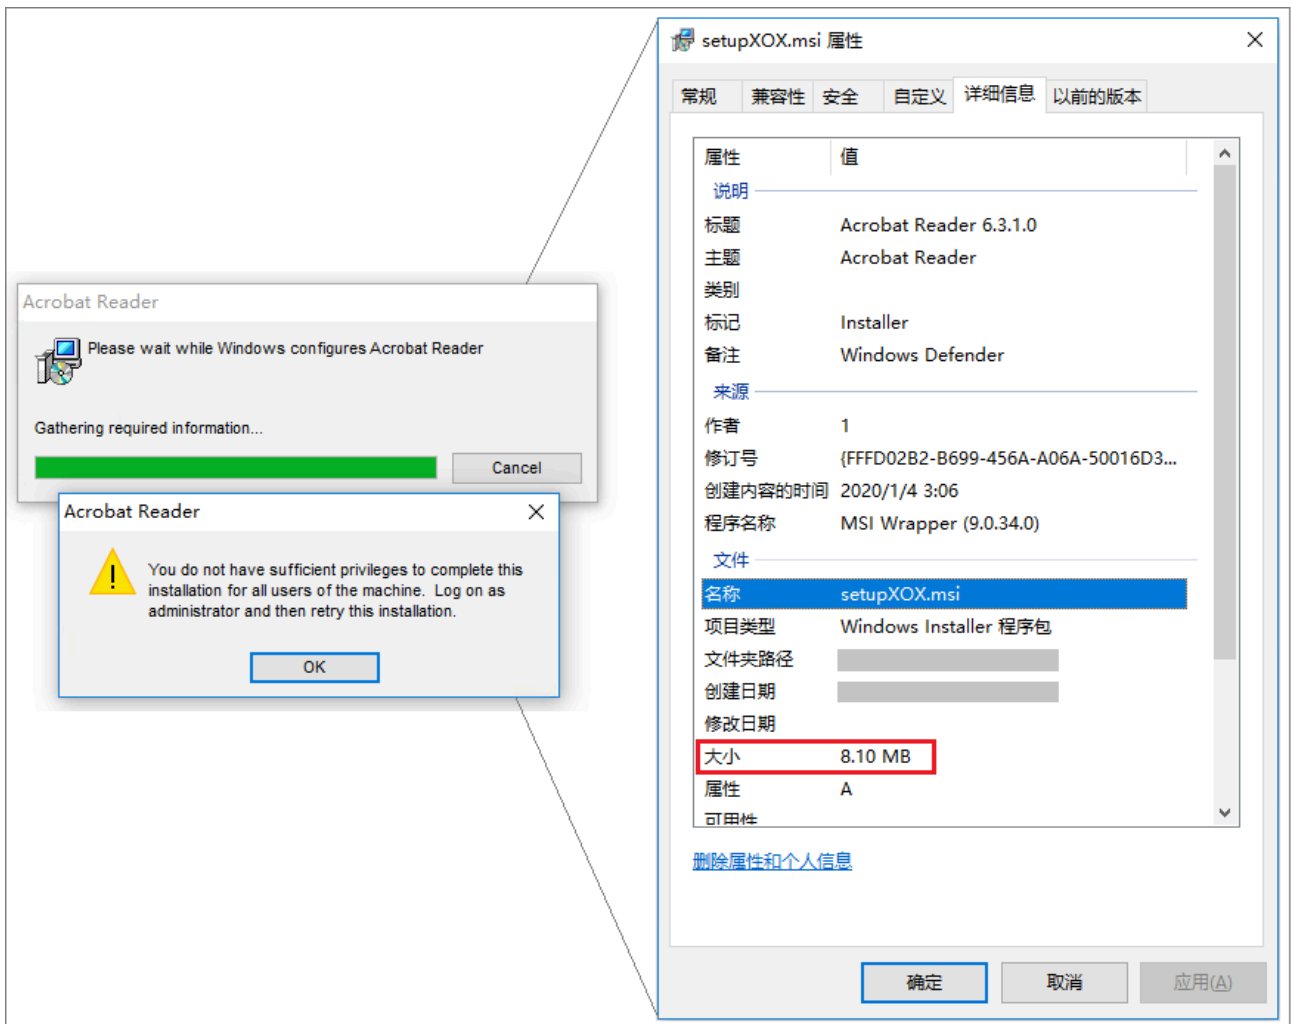 Acrobat Reader
Please wait while Windows configures Acrobat Reader
Gathering required information...
Cancel
Acrobat Reader
You do not have sufficient privileges to complete this
installation for all users of the machine. Log on as
administrator and then retry this installation.
OK
setupXOX.msi 属性
常规 兼容性 安全 自定义 详细信息 以前的版本
属性 值
说明
标题 Acrobat Reader 6.3.1.0
主题 Acrobat Reader
类别
标记 Installer
备注 Windows Defender
来源
作者 1
修订号 {FFFD02B2-B699-456A-A06A-50016D3...
创建内容的时间 2020/1/4 3:06
程序名称 MSI Wrapper (9.0.34.0)
文件
名称 setupXOX.msi
项目类型 Windows Installer 程序包
文件夹路径
创建日期
修改日期
大小 8.10 MB
属性 A
可用性
删除属性和个人信息
确定 取消 应用(A)